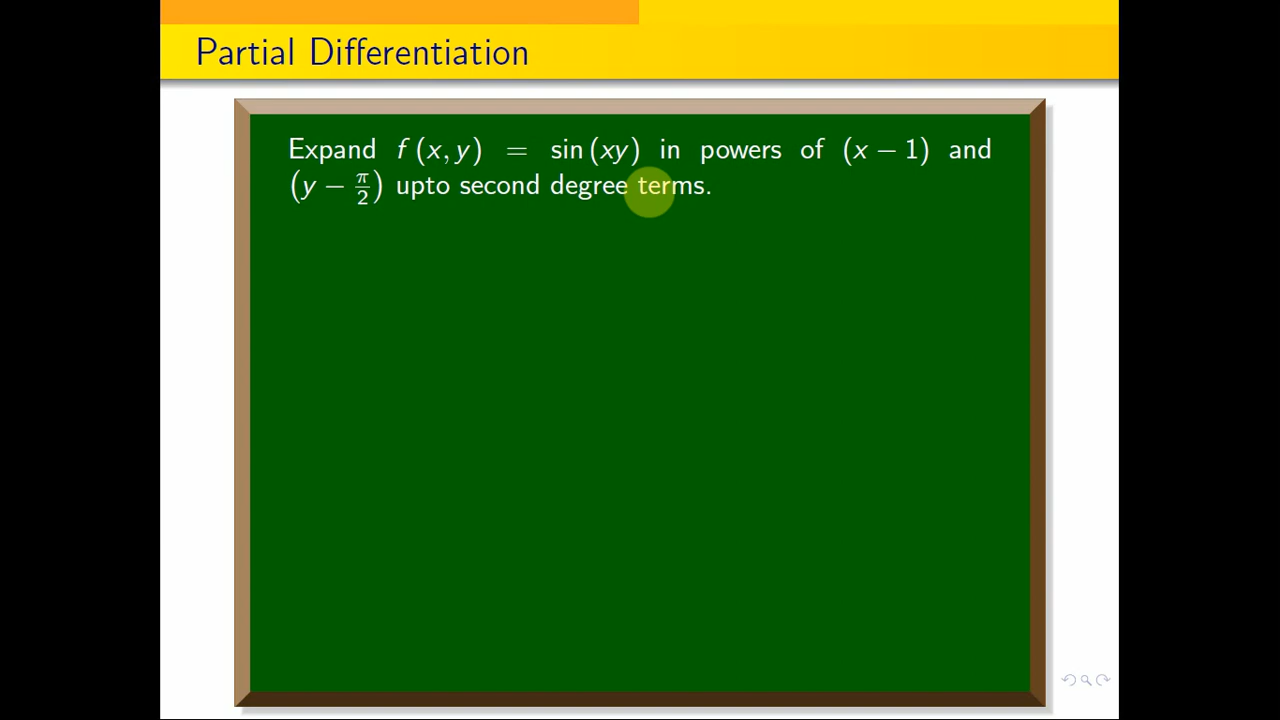 Partial Differentiation
Expand f (x, y) = sin (xy) in powers of (x − 1) and
(y − π/2) upto second degree terms.